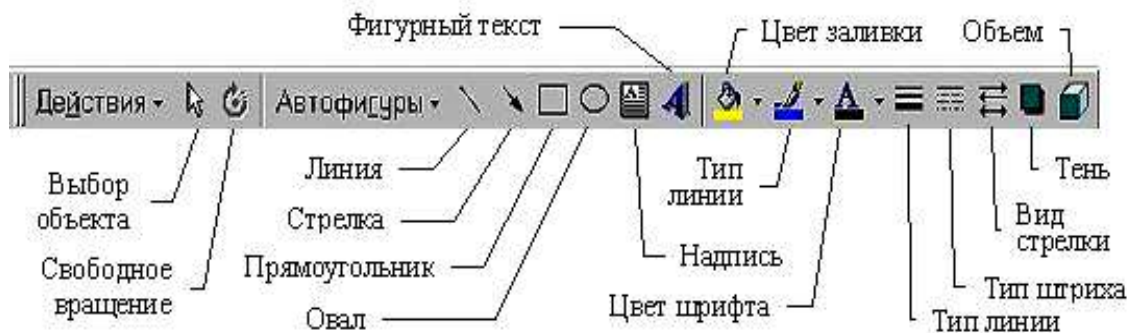 Фигурный текст
Цвет заливки
Объем
Действия
Автофигуры
Линия
Тип
линии
Тень
Выбор
объекта
Стрелка
Вид
стрелки
Свободное
вращение
Прямоугольник
Надпись
Овал
Цвет шрифта
Тип штриха
Тип линии